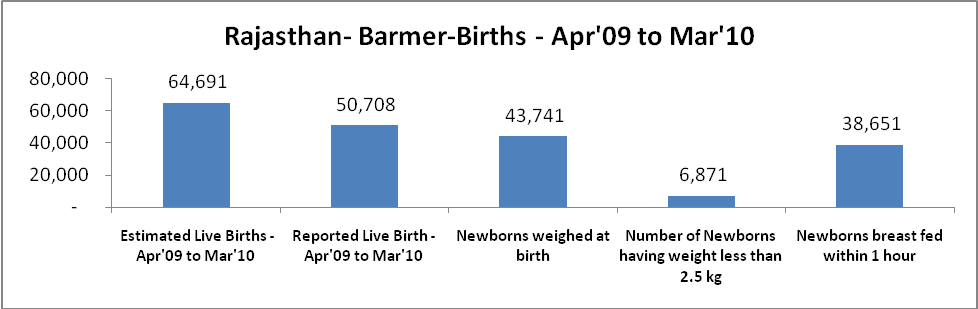 Rajasthan- Barmer-Births - Apr'09 to Mar'10
80,000
60,000
40,000
20,000
-
64,691
50,708
43,741
6,871
38,651
Estimated Live Births -
Apr'09 to Mar'10
Reported Live Birth -
Apr'09 to Mar'10
Newborns weighed at
birth
Number of Newborns
having weight less than
2.5 kg
Newborns breast fed
within 1 hour